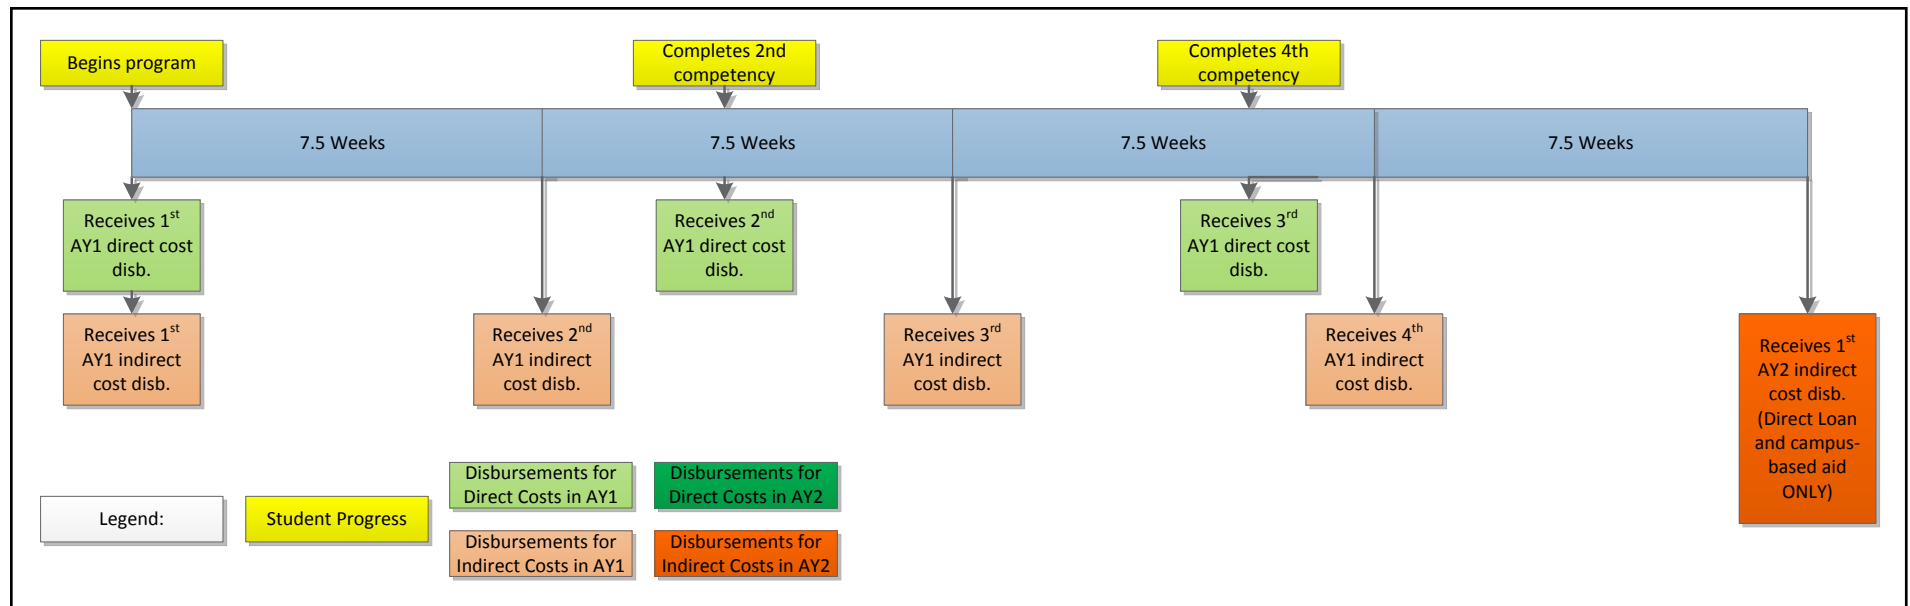 Begins program
Completes 2nd
competency
Completes 4th
competency
7.5 Weeks
7.5 Weeks
7.5 Weeks
7.5 Weeks
Receives 1st
AY1 direct cost
disb.
Receives 2nd
AY1 direct cost
disb.
Receives 3rd
AY1 direct cost
disb.
Receives 1st
AY1 indirect
cost disb.
Receives 2nd
AY1 indirect
cost disb.
Receives 3rd
AY1 indirect
cost disb.
Receives 4th
AY1 indirect
cost disb.
Receives 1st
AY2 indirect
cost disb.
(Direct Loan
and campus-
based aid
ONLY)
Legend:
Student Progress
Disbursements for
Direct Costs in AY1
Disbursements for
Direct Costs in AY2
Disbursements for
Indirect Costs in AY1
Disbursements for
Indirect Costs in AY2